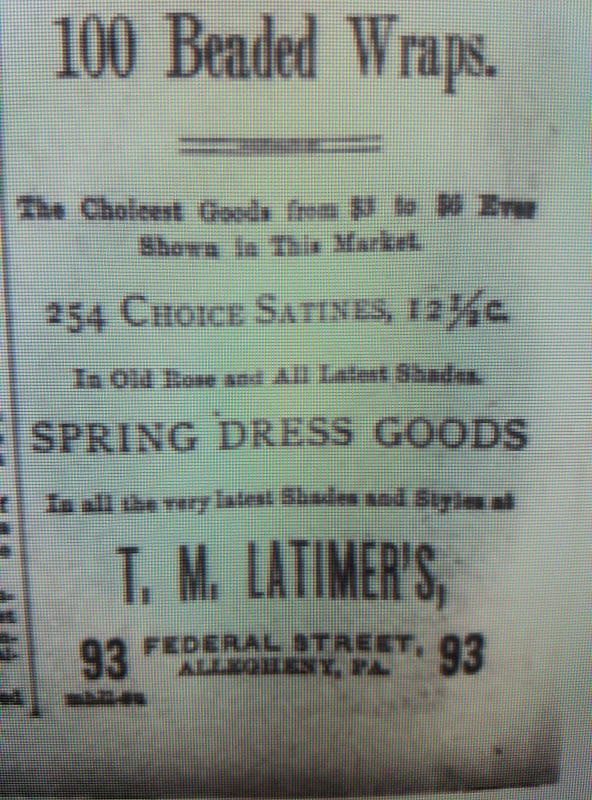 100 Beaded Wraps.
The Choicest Goods from $3 to $6 Ever
Shown in This Market.
254 CHOICE SATINES, 12½c.
In Old Rose and All Latest Shades.
SPRING DRESS GOODS
In all the very latest Shades and Styles at
T. M. LATIMER'S,
93 FEDERAL STREET, 93
ALLEGHENY, PA.